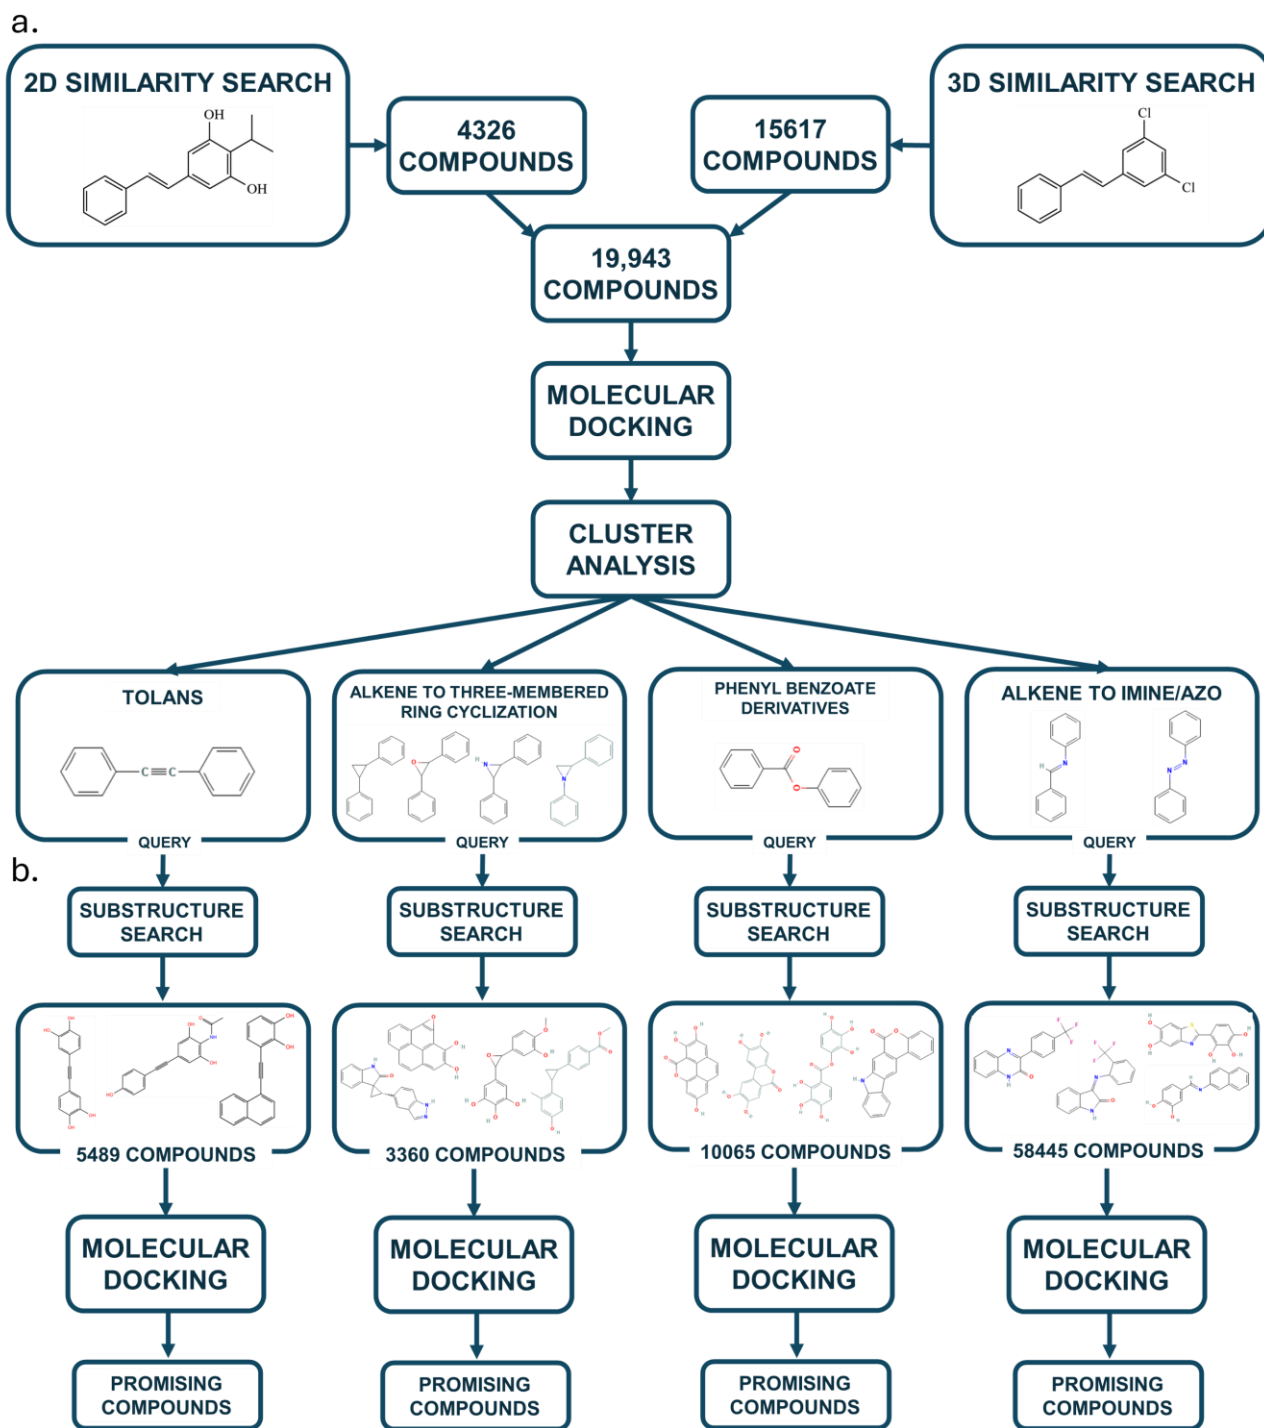 a.
2D SIMILARITY SEARCH
OH
OH
4326
COMPOUNDS
15617
COMPOUNDS
3D SIMILARITY SEARCH
Cl
Cl
19,943
COMPOUNDS
MOLECULAR
DOCKING
CLUSTER
ANALYSIS
TOLANS
C≡C
QUERY
ALKENE TO THREE-MEMBERED
RING CYCLIZATION
O
H
N
N
QUERY
PHENYL BENZOATE
DERIVATIVES
O
O
QUERY
ALKENE TO IMINE/AZO
H
N
N
N
QUERY
b.
SUBSTRUCTURE
SEARCH
SUBSTRUCTURE
SEARCH
SUBSTRUCTURE
SEARCH
SUBSTRUCTURE
SEARCH
5489 COMPOUNDS
3360 COMPOUNDS
10065 COMPOUNDS
58445 COMPOUNDS
MOLECULAR
DOCKING
MOLECULAR
DOCKING
MOLECULAR
DOCKING
MOLECULAR
DOCKING
PROMISING
COMPOUNDS
PROMISING
COMPOUNDS
PROMISING
COMPOUNDS
PROMISING
COMPOUNDS